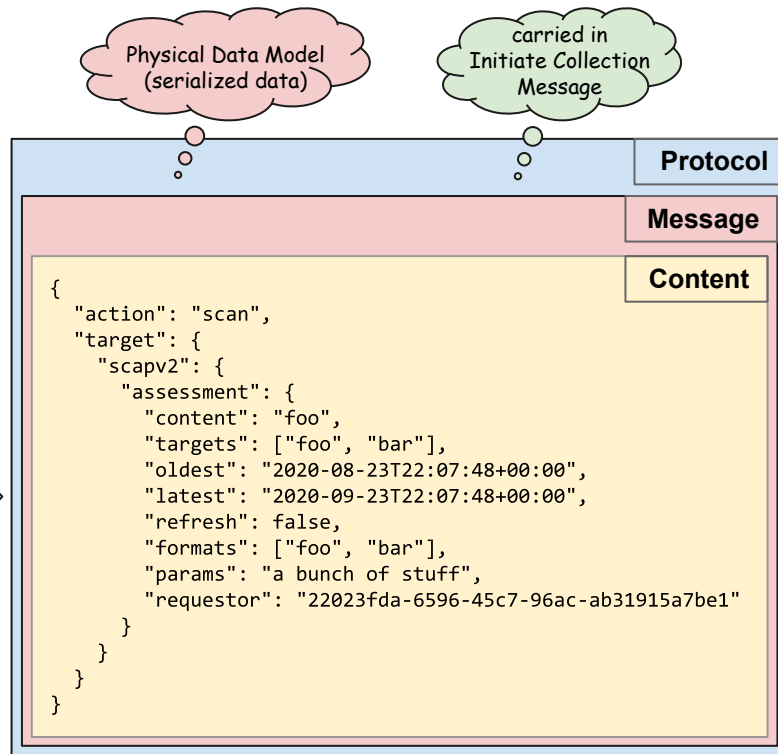 Physical Data Model
(serialized data)
carried in
Initiate Collection
Message
Protocol
Message
Content
{
  "action": "scan",
  "target": {
    "scapv2": {
      "assessment": {
        "content": "foo",
        "targets": ["foo", "bar"],
        "oldest": "2020-08-23T22:07:48+00:00",
        "latest": "2020-09-23T22:07:48+00:00",
        "refresh": false,
        "formats": ["foo", "bar"],
        "params": "a bunch of stuff",
        "requestor": "22023fda-6596-45c7-96ac-ab31915a7be1"
      }
    }
  }
}